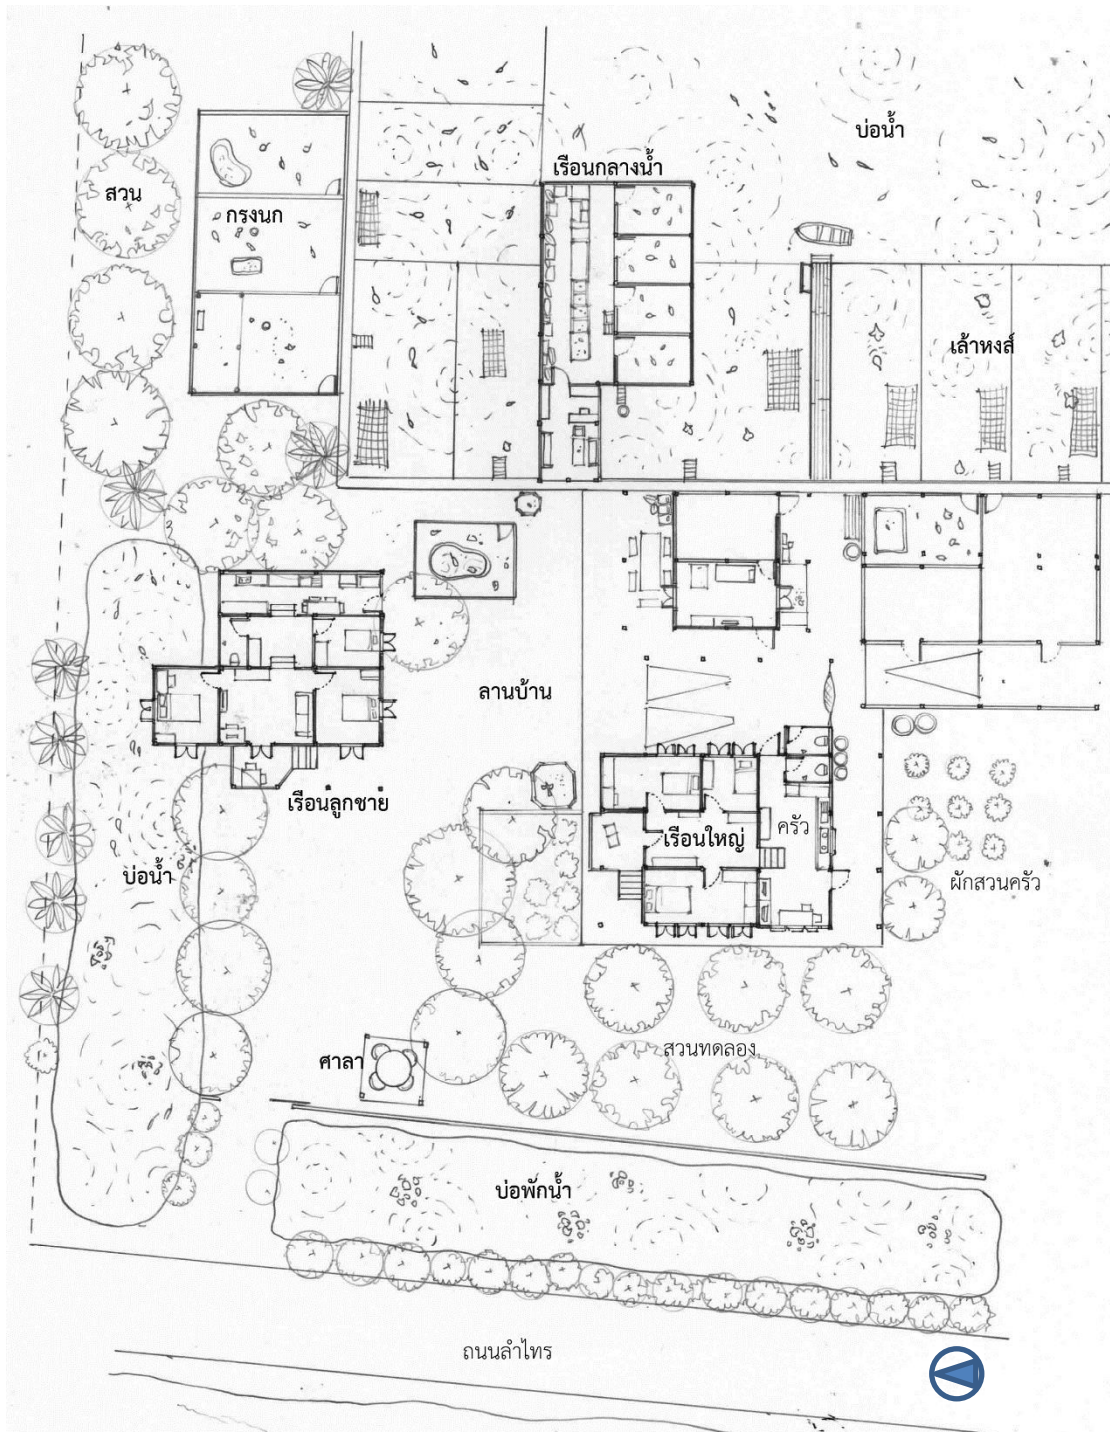 บ่อน้ำ
เรือนกลางน้ำ
สวน
กรงนก
เล้าหงส์
ลานบ้าน
เรือนลูกชาย
เรือนใหญ่
ครัว
บ่อน้ำ
ผักสวนครัว
สวนทดลอง
ศาลา
บ่อพักน้ำ
ถนนลำไทร